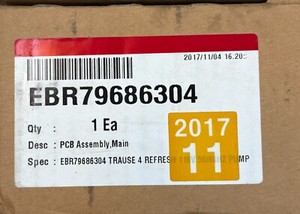 2017/11/04 16:20:
EBR79686304
Qty : 1 Ea
Desc : PCB Assembly,Main
Spec : EBR79686304 TRAUSE 4 REFRESH PUMP
2017
11